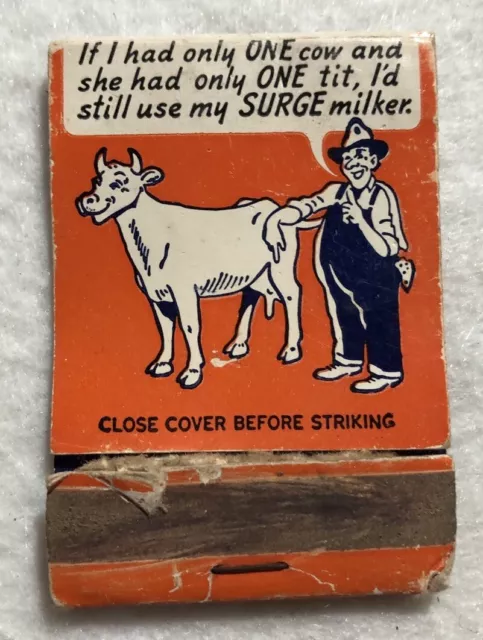 If I had only ONE cow and
she had only ONE tit, I'd
still use my SURGE milker.
CLOSE COVER BEFORE STRIKING